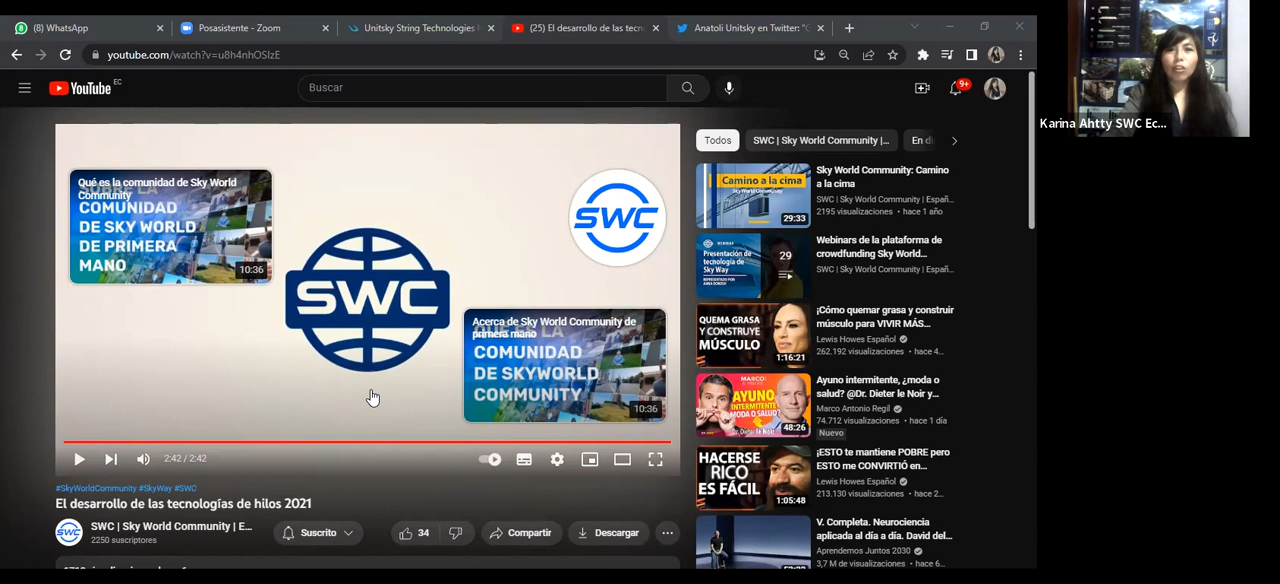 (8) WhatsApp
Posasistente - Zoom
Unitsky String Technologies
(25) El desarrollo de las tecno
Anatoli Unitsky en Twitter: "G
youtube.com/watch?v=u8h4nhOSIzE
YouTube EC
Buscar
9+
Karina Ahtty SWC Ec...
Qué es la comunidad de Sky World
Community
COMUNIDAD
DE SKY WORLD
DE PRIMERA
MANO
10:36
SWC
SWC
Acerca de Sky World Community de
primera mano
COMUNIDAD
DE SKYWORLD
COMMUNITY
10:36
2:42 / 2:42
#SkyWorldCommunity #SkyWay #SWC
El desarrollo de las tecnologías de hilos 2021
SWC
SWC | Sky World Community | E...
2250 suscriptores
Suscrito
34
Compartir
Descargar
Todos
SWC | Sky World Community |...
En di
Camino a la cima
Sky World Community
29:33
Sky World Community: Camino
a la cima
SWC | Sky World Community | Españ...
2195 visualizaciones • hace 1 año
Presentación de
tecnología de
Sky Way
29
Webinars de la plataforma de
crowdfunding Sky World...
SWC | Sky World Community | Españ...
QUEMA GRASA
Y CONSTRUYE
MÚSCULO
1:16:21
¡Cómo quemar grasa y construir
músculo para VIVIR MÁS...
Lewis Howes Español
262.192 visualizaciones • hace 4...
MARCO:
AYUNO
INTERMITENTE
MODA O SALUD?
Dr. Dieter le Noir
48:26
Ayuno intermitente, ¿moda o
salud? @Dr. Dieter le Noir y...
Marco Antonio Regil
74.712 visualizaciones • hace 1 día
Nuevo
HACERSE
RICO
ES FÁCIL
1:05:48
¡ESTO te mantiene POBRE pero
ESTO me CONVIRTIÓ en...
Lewis Howes Español
213.130 visualizaciones • hace 2...
V. Completa. Neurociencia
aplicada al día a día. David del...
Aprendemos Juntos 2030
3,7 M de visualizaciones • hace...